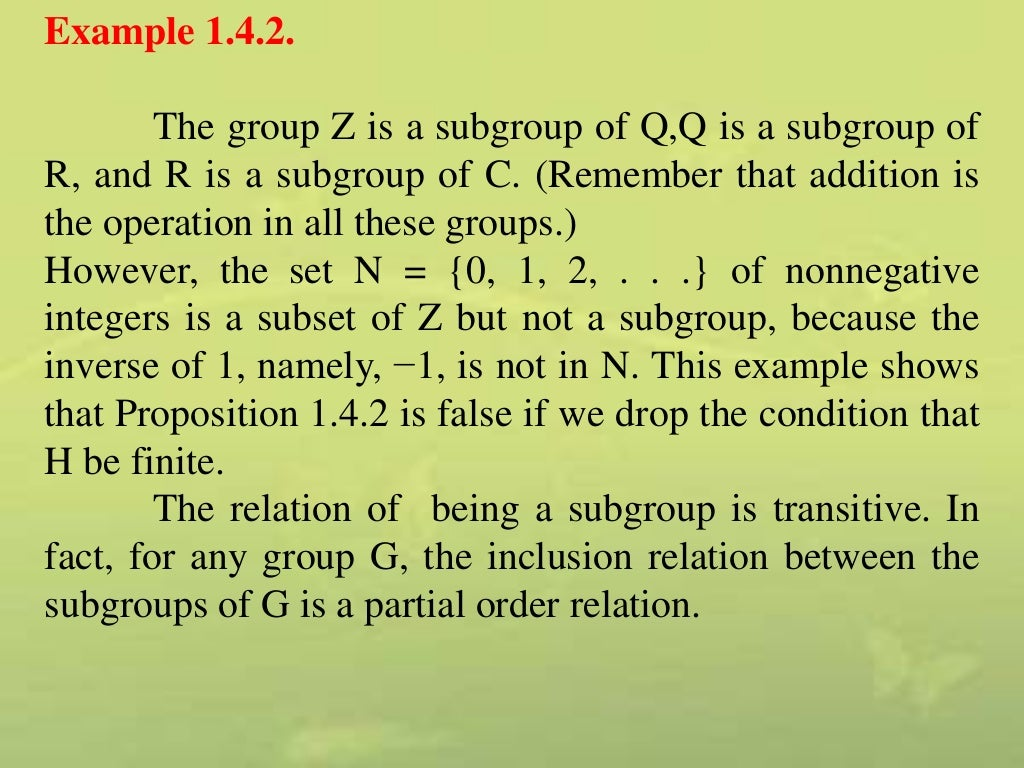 Example 1.4.2.
The group Z is a subgroup of Q,Q is a subgroup of
R, and R is a subgroup of C. (Remember that addition is
the operation in all these groups.)
However, the set N = {0, 1, 2, . . .} of nonnegative
integers is a subset of Z but not a subgroup, because the
inverse of 1, namely, −1, is not in N. This example shows
that Proposition 1.4.2 is false if we drop the condition that
H be finite.
The relation of being a subgroup is transitive. In
fact, for any group G, the inclusion relation between the
subgroups of G is a partial order relation.